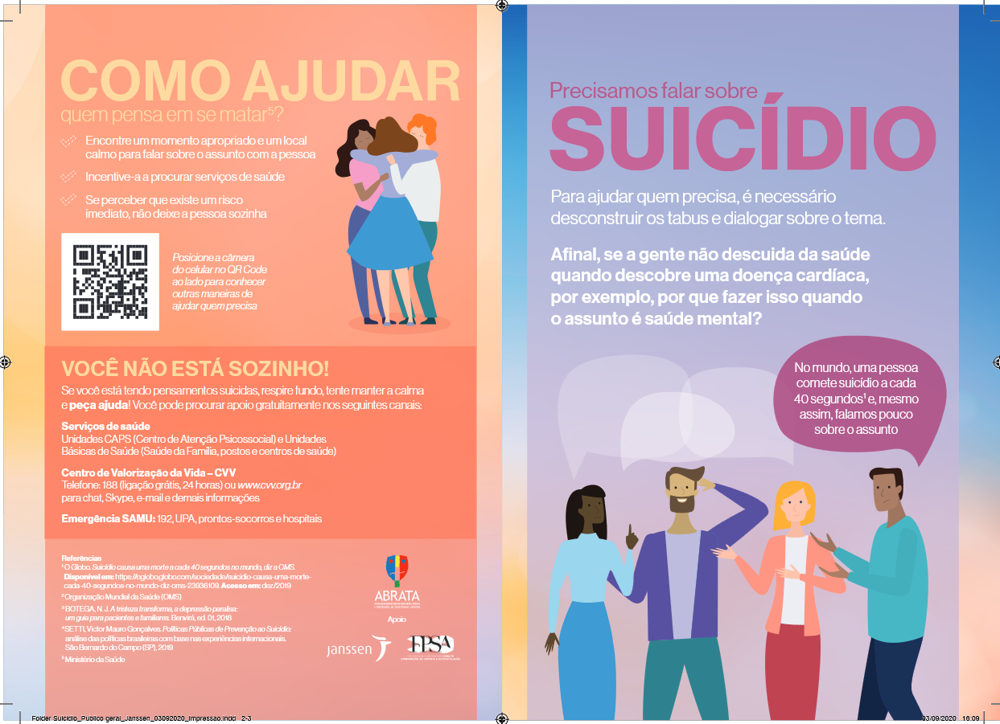 COMO AJUDAR
quem pensa em se matar⁵?
Encontre um momento apropriado e um local
calmo para falar sobre o assunto com a pessoa
Incentive-a a procurar serviços de saúde
Se perceber que existe um risco
imediato, não deixe a pessoa sozinha
Posicione a câmera
do celular no QR Code
ao lado para conhecer
outras maneiras de
ajudar quem precisa
VOCÊ NÃO ESTÁ SOZINHO!
Se você está tendo pensamentos suicidas, respire fundo, tente manter a calma
e peça ajuda! Você pode procurar apoio gratuitamente nos seguintes canais:
Serviços de saúde
Unidades CAPS (Centro de Atenção Psicossocial) e Unidades
Básicas de Saúde (Saúde da Família, postos e centros de saúde)
Centro de Valorização da Vida – CVV
Telefone: 188 (ligação grátis, 24 horas) ou www.cvv.org.br
para chat, Skype, e-mail e demais informações
Emergência SAMU: 192, UPA, prontos-socorros e hospitais
Referências
¹O Globo. Suicídio causa uma morte a cada 40 segundos no mundo, diz a OMS.
Disponível em: https://oglobo.globo.com/sociedade/suicidio-causa-uma-morte-
cada-40-segundos-no-mundo-diz-oms-23936109. Acesso em: dez/2019
²Organização Mundial da Saúde (OMS)
³BOTEGA, N. J. A tristeza transforma, a depressão paralisa:
um guia para pacientes e familiares. Benvirá, ed. 01, 2018
⁴SETTI, Victor Mauro Gonçalves. Políticas Públicas de Prevenção ao Suicídio:
análise das políticas brasileiras com base nas experiências internacionais.
São Bernardo do Campo (SP), 2019
⁵Ministério da Saúde
ABRATA
Apoio
janssen
FPSA
Folder Suicidio_Publico geral_Janssen_03092020_Impressao.indd 2-3
Precisamos falar sobre
SUICÍDIO
Para ajudar quem precisa, é necessário
desconstruir os tabus e dialogar sobre o tema.
Afinal, se a gente não descuida da saúde
quando descobre uma doença cardíaca,
por exemplo, por que fazer isso quando
o assunto é saúde mental?
No mundo, uma pessoa
comete suicídio a cada
40 segundos¹ e, mesmo
assim, falamos pouco
sobre o assunto
03/09/2020 16:09